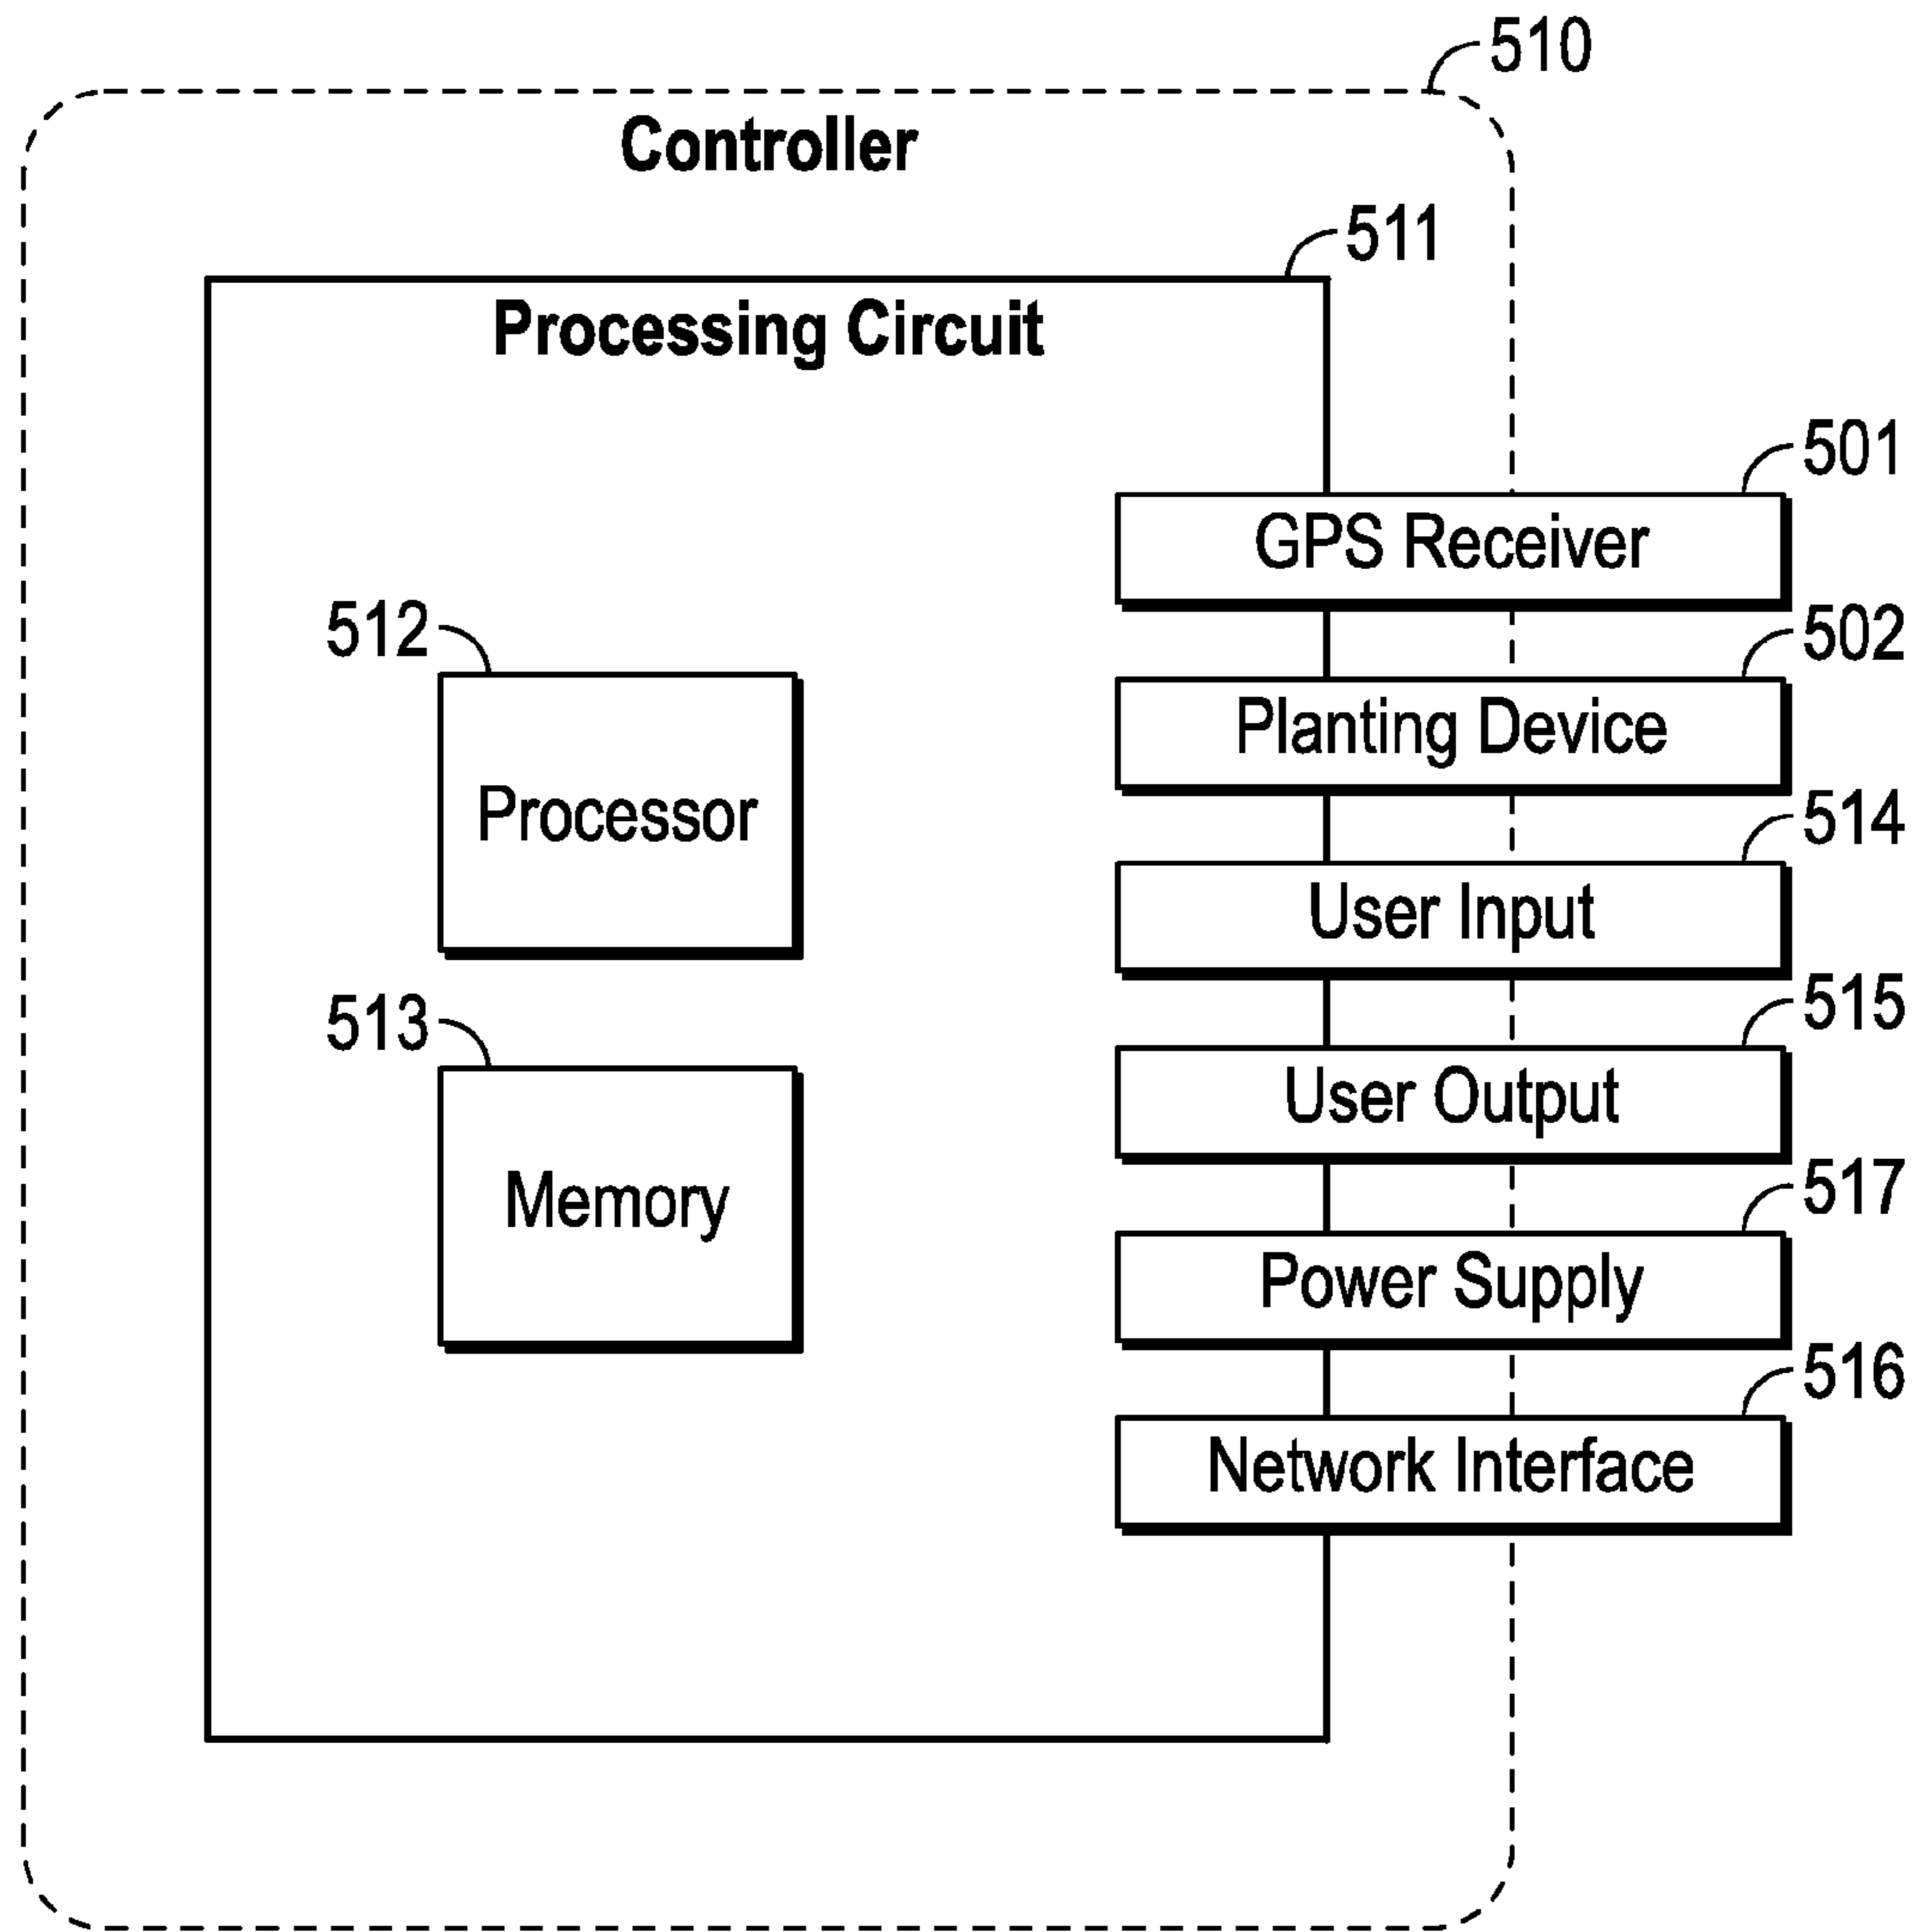 510
Controller
511
Processing Circuit
501
GPS Receiver
512
502
Planting Device
Processor
514
User Input
513
515
User Output
Memory
517
Power Supply
516
Network Interface